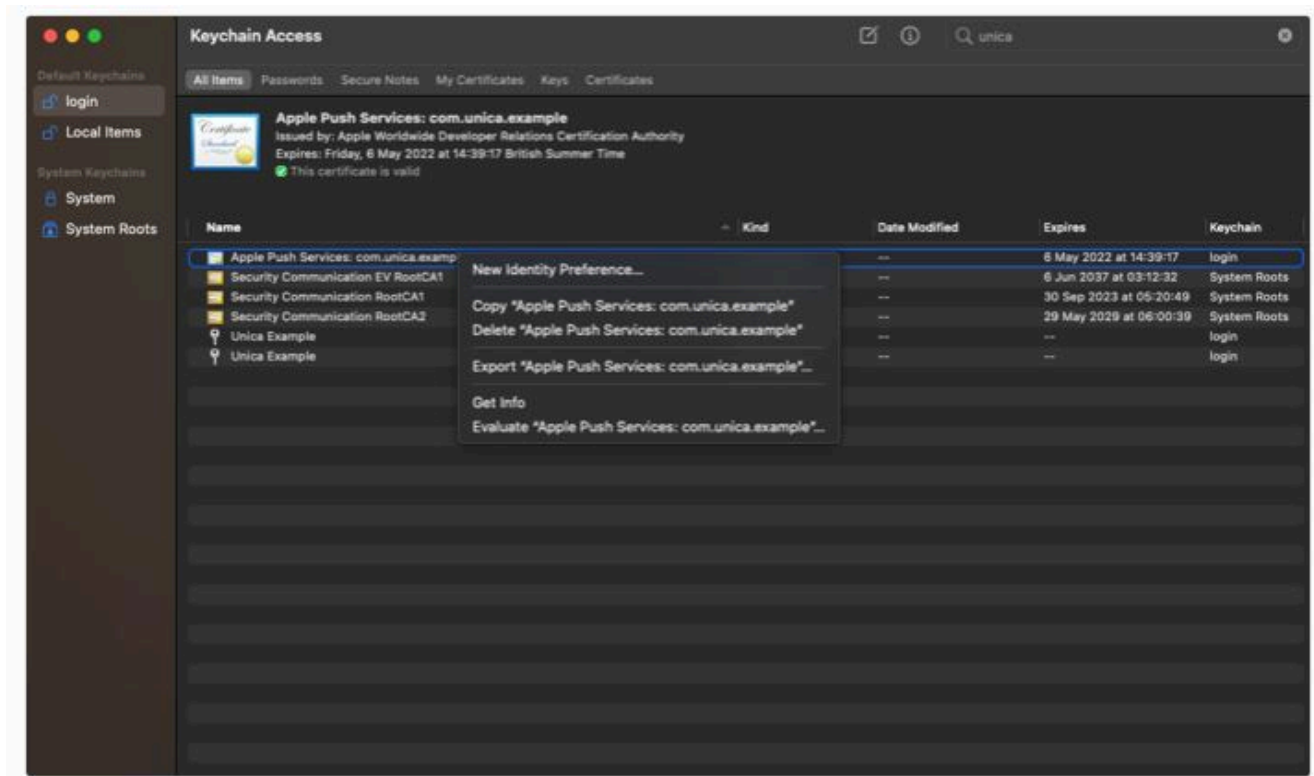 Keychain Access
unica
Default Keychains
login
Local Items
System Keychains
System
System Roots
All Items Passwords Secure Notes My Certificates Keys Certificates
Apple Push Services: com.unica.example
Issued by: Apple Worldwide Developer Relations Certification Authority
Expires: Friday, 6 May 2022 at 14:39:17 British Summer Time
This certificate is valid
Name Kind Date Modified Expires Keychain
Apple Push Services: com.unica.examp -- 6 May 2022 at 14:39:17 login
Security Communication EV RootCA1 -- 6 Jun 2037 at 03:12:32 System Roots
Security Communication RootCA1 -- 30 Sep 2023 at 05:20:49 System Roots
Security Communication RootCA2 -- 29 May 2029 at 06:00:39 System Roots
Unica Example -- -- login
Unica Example -- -- login
New Identity Preference...
Copy "Apple Push Services: com.unica.example"
Delete "Apple Push Services: com.unica.example"
Export "Apple Push Services: com.unica.example"...
Get Info
Evaluate "Apple Push Services: com.unica.example"...